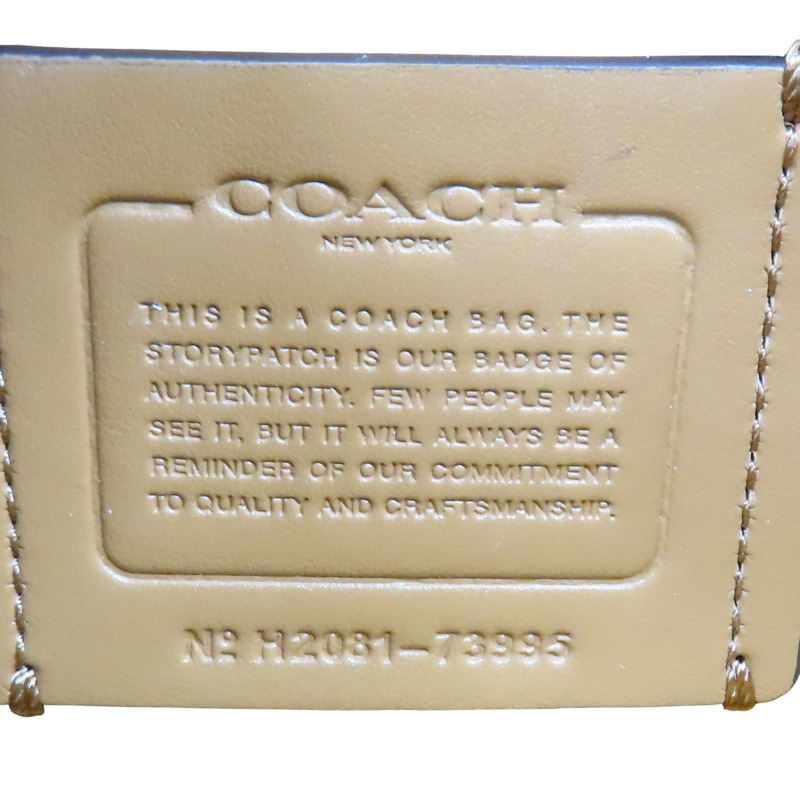 COACH
NEW YORK
THIS IS A COACH BAG. THE
STORYPATCH IS OUR BADGE OF
AUTHENTICITY. FEW PEOPLE MAY
SEE IT, BUT IT WILL ALWAYS BE A
REMINDER OF OUR COMMITMENT
TO QUALITY AND CRAFTSMANSHIP.
Nº H2081-73995